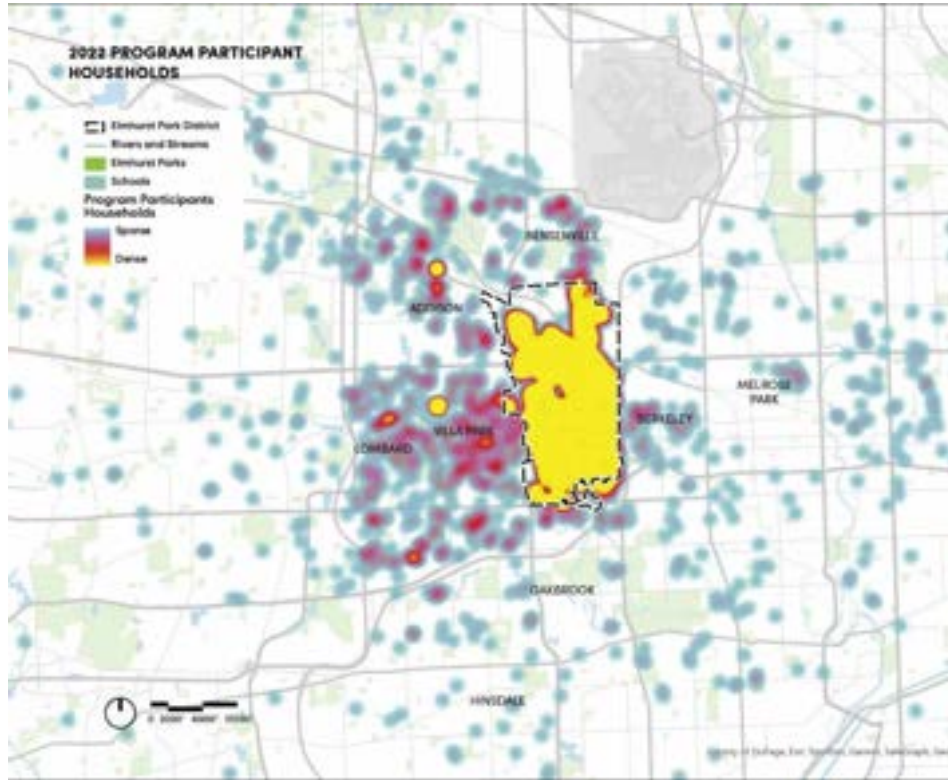 2022 PROGRAM PARTICIPANT
HOUSEHOLDS
Elmhurst Park District
Rivers and Streams
Elmhurst Parks
Schools
Program Participants
Households
Sparse
Dense
BENSENVILLE
ADDISON
MELROSE
PARK
BERKELEY
VILLA PARK
LOMBARD
OAKBROOK
HINSDALE